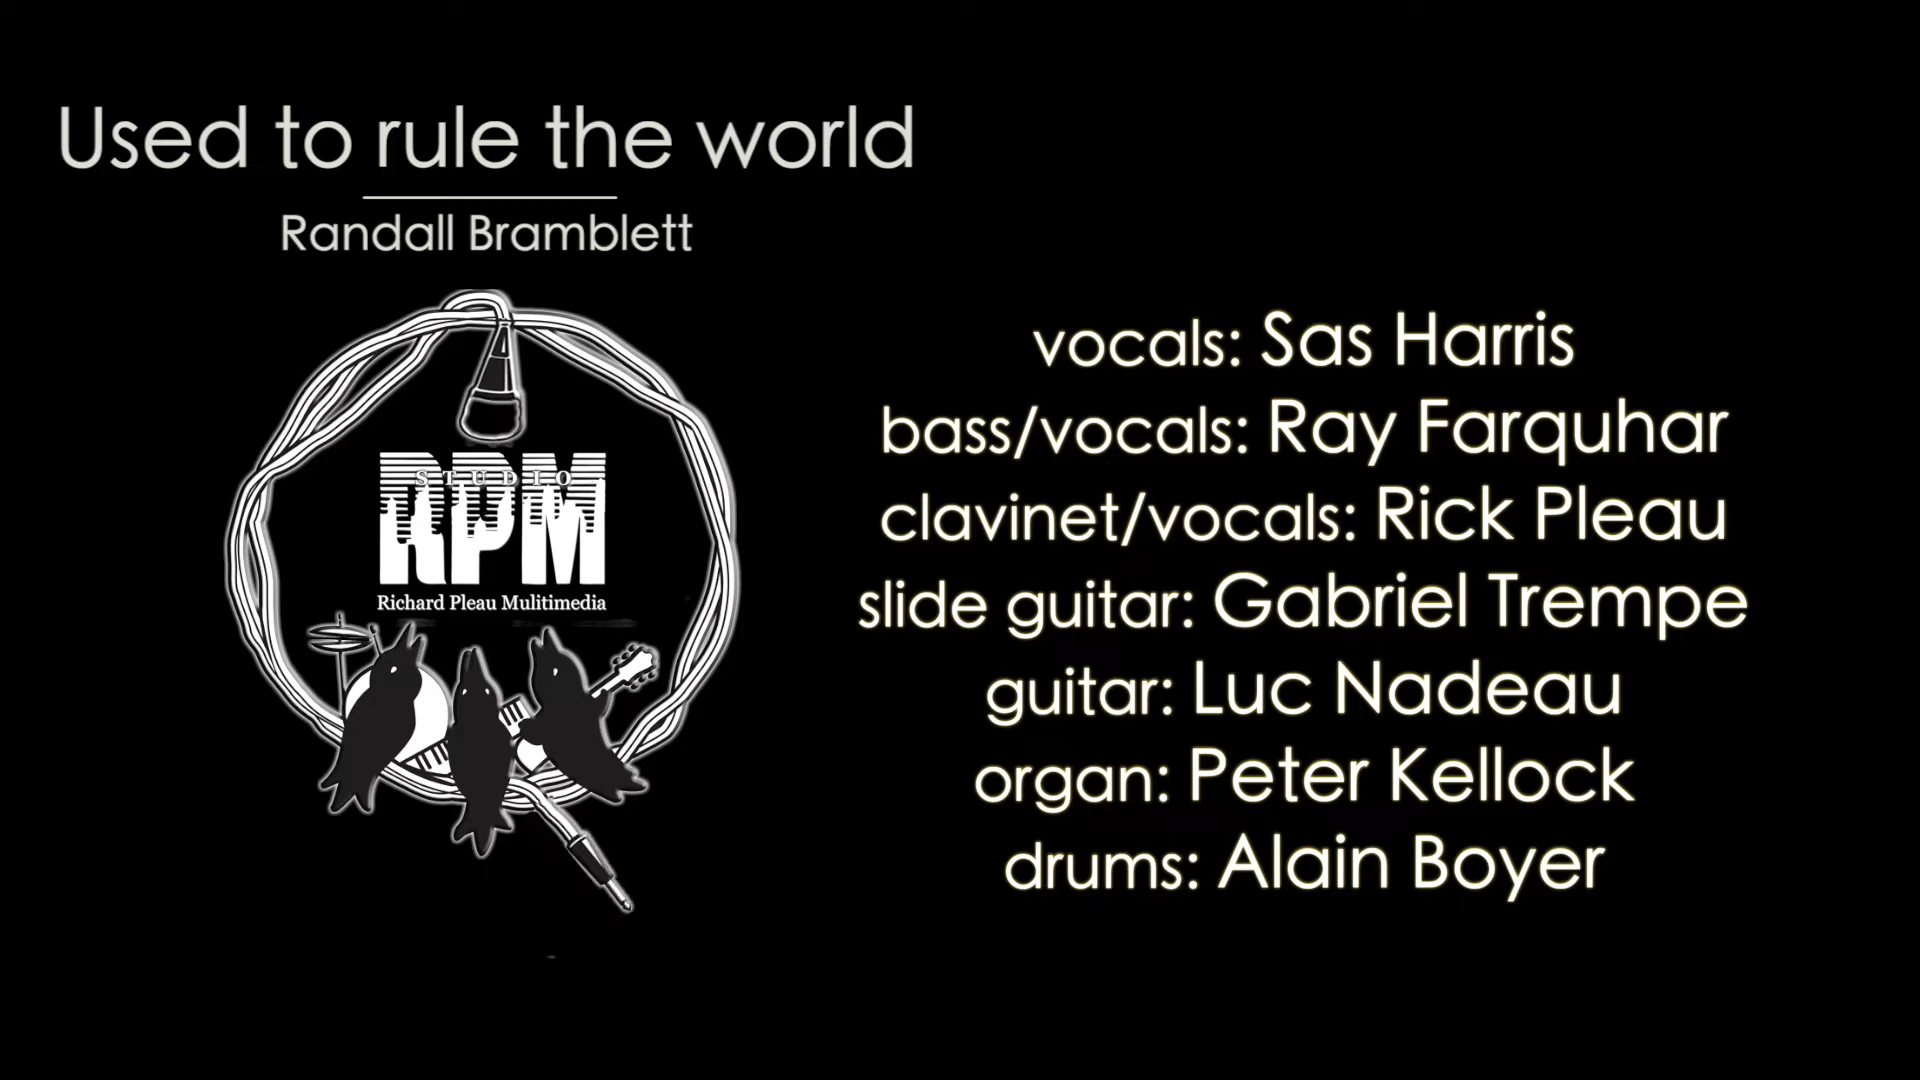 Used to rule the world
Randall Bramblett
STUDIO
RPM
Richard Pleau Mulitimedia
vocals: Sas Harris
bass/vocals: Ray Farquhar
clavinet/vocals: Rick Pleau
slide guitar: Gabriel Trempe
guitar: Luc Nadeau
organ: Peter Kellock
drums: Alain Boyer